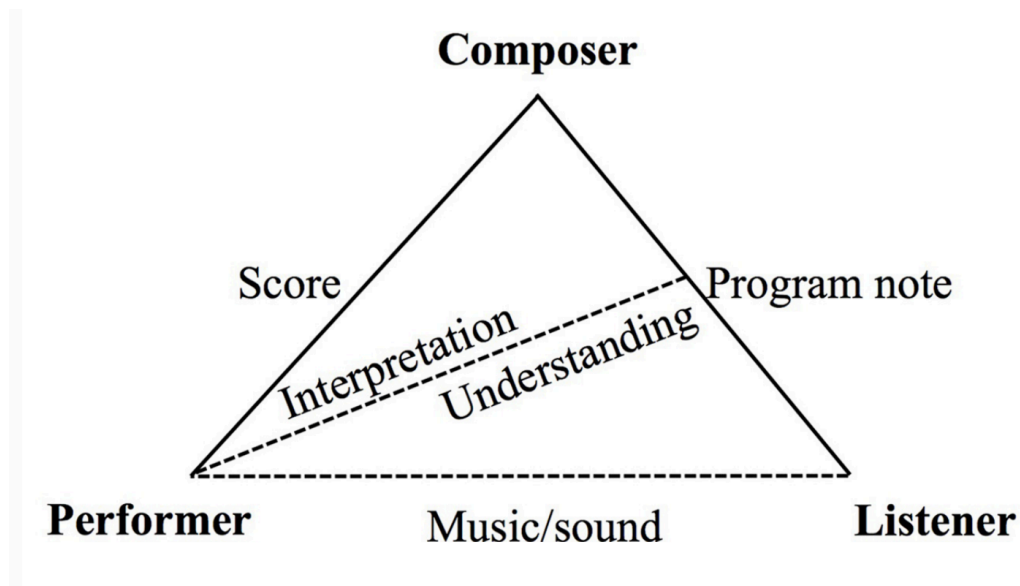 Composer
Score
Program note
Interpretation
Understanding
Performer
Music/sound
Listener